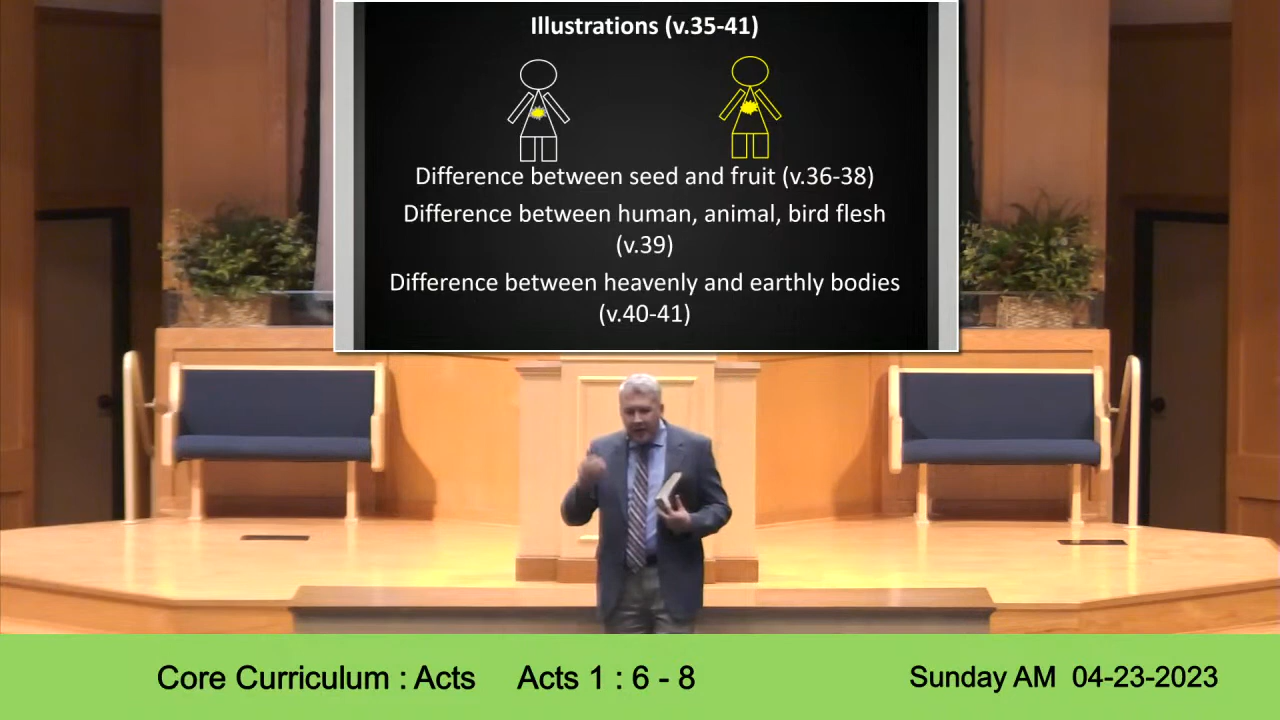 Illustrations (v.35-41)
Difference between seed and fruit (v.36-38)
Difference between human, animal, bird flesh
(v.39)
Difference between heavenly and earthly bodies
(v.40-41)
Core Curriculum : Acts Acts 1 : 6 - 8 Sunday AM 04-23-2023